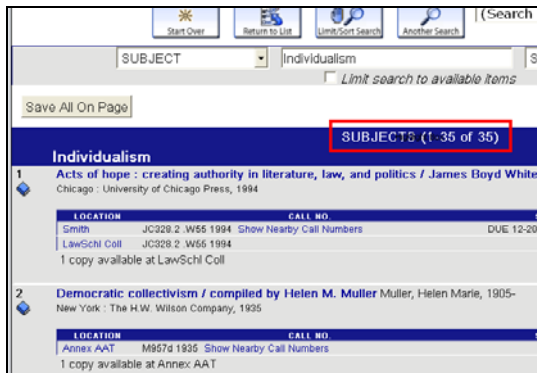 (Search
Start Over
Return to List
Limit/Sort Search
Another Search
SUBJECT
Individualism
S
Limit search to available items
Save All On Page
SUBJECTS (1-35 of 35)
Individualism
1
Acts of hope : creating authority in literature, law, and politics / James Boyd White
Chicago : University of Chicago Press, 1994
LOCATION CALL NO.
Smith JC328.2 .W55 1994 Show Nearby Call Numbers DUE 12-20
LawSchl Coll JC328.2 .W55 1994
1 copy available at LawSchl Coll
2
Democratic collectivism / compiled by Helen M. Muller Muller, Helen Marie, 1905-
New York : The H.W. Wilson Company, 1935
LOCATION CALL NO.
Annex AAT M957d 1935 Show Nearby Call Numbers
1 copy available at Annex AAT